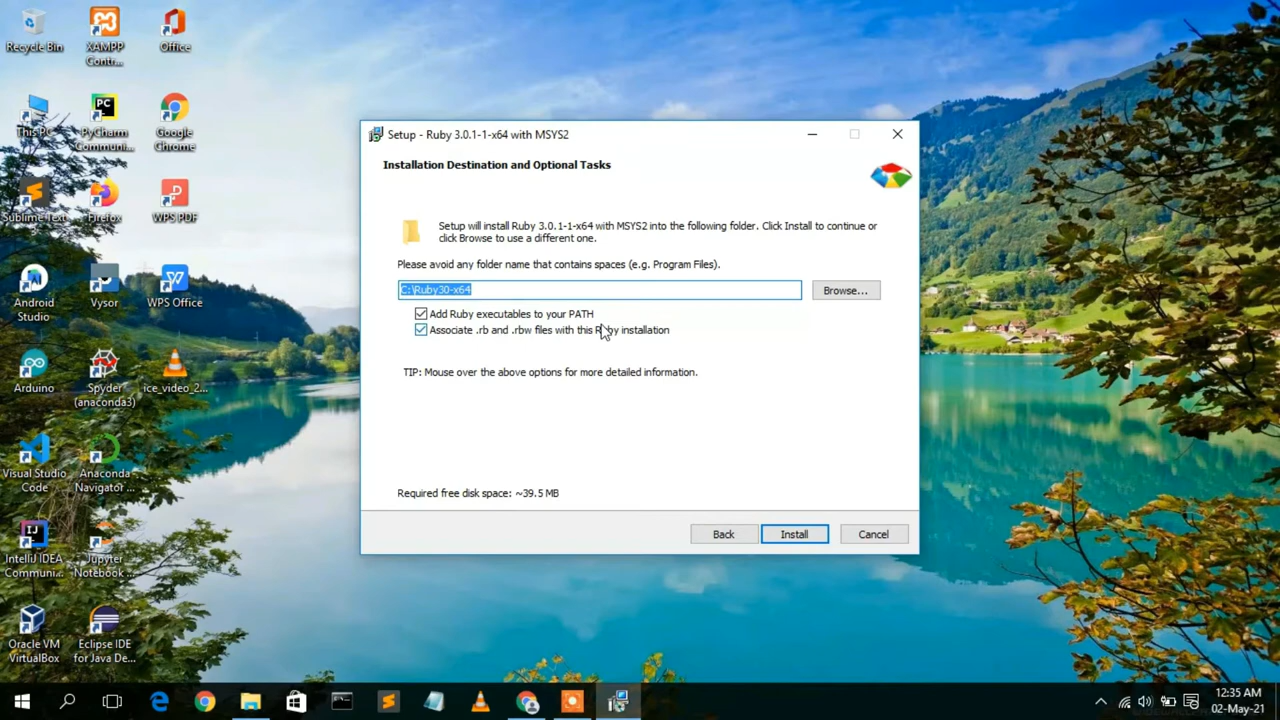 Recycle Bin
XAMPP
Contr...
Office
This PC
PC
PyCharm
Communi...
Google
Chrome
Sublime Text
Firefox
WPS PDF
Android
Studio
Vysor
WPS Office
Arduino
Spyder
(anaconda3)
ice_video_2...
Visual Studio
Code
Anaconda
Navigator ...
IJ
IntelliJ IDEA
Communi...
Jupyter
Notebook ...
Oracle VM
VirtualBox
Eclipse IDE
for Java De...
Setup - Ruby 3.0.1-1-x64 with MSYS2
Installation Destination and Optional Tasks
Setup will install Ruby 3.0.1-1-x64 with MSYS2 into the following folder. Click Install to continue or
click Browse to use a different one.
Please avoid any folder name that contains spaces (e.g. Program Files).
C:\Ruby30-x64
Browse...
Add Ruby executables to your PATH
Associate .rb and .rbw files with this Ruby installation
TIP: Mouse over the above options for more detailed information.
Required free disk space: ~39.5 MB
Back
Install
Cancel
12:35 AM
02-May-21